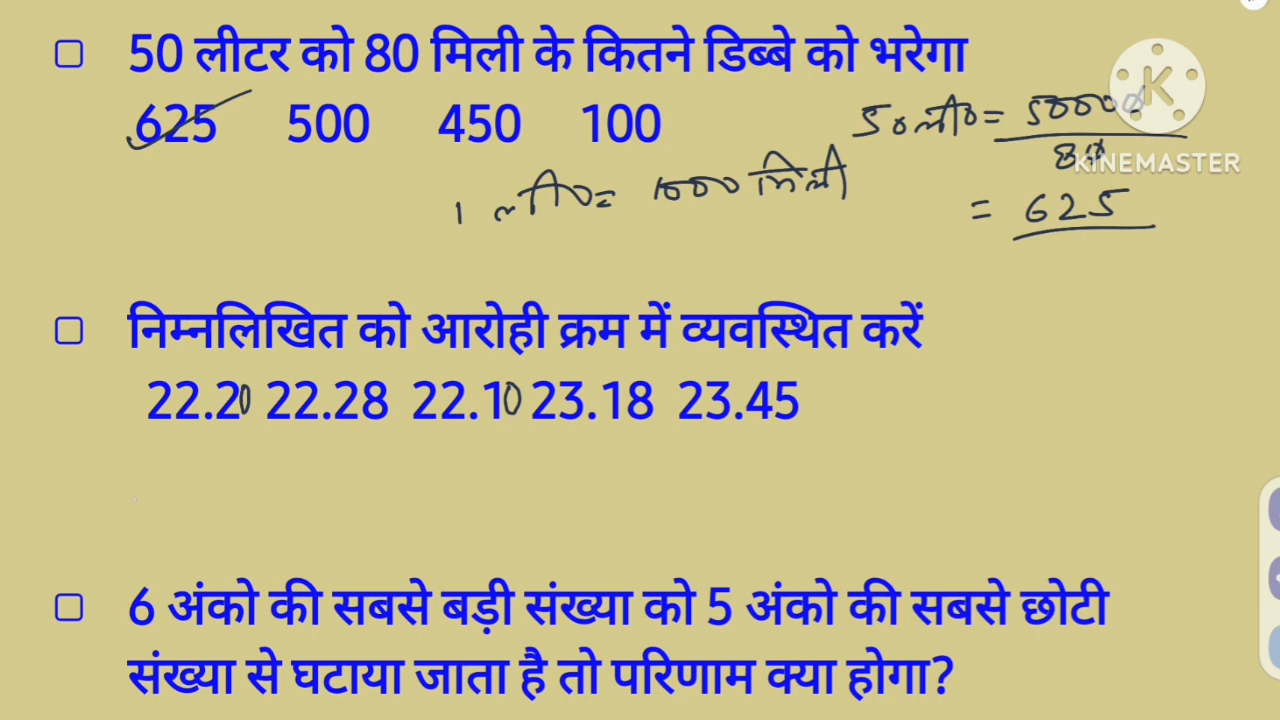 50 लीटर को 80 मिली के कितने डिब्बे को भरेगा
625 500 450 100
50 ली० = 50000
80
1 ली० = 1000 मिली
= 625
K
KINEMASTER
निम्नलिखित को आरोही क्रम में व्यवस्थित करें
22.20 22.28 22.10 23.18 23.45
6 अंको की सबसे बड़ी संख्या को 5 अंको की सबसे छोटी
संख्या से घटाया जाता है तो परिणाम क्या होगा?